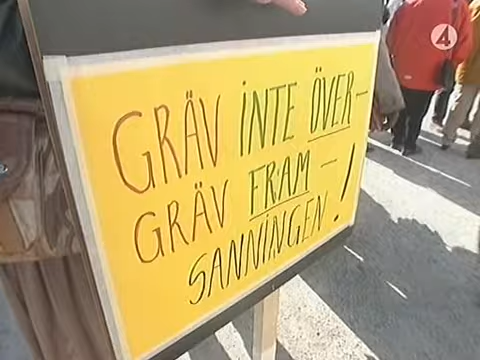 4
GRÄV INTE ÖVER-
GRÄV FRAM -
SANNINGEN!